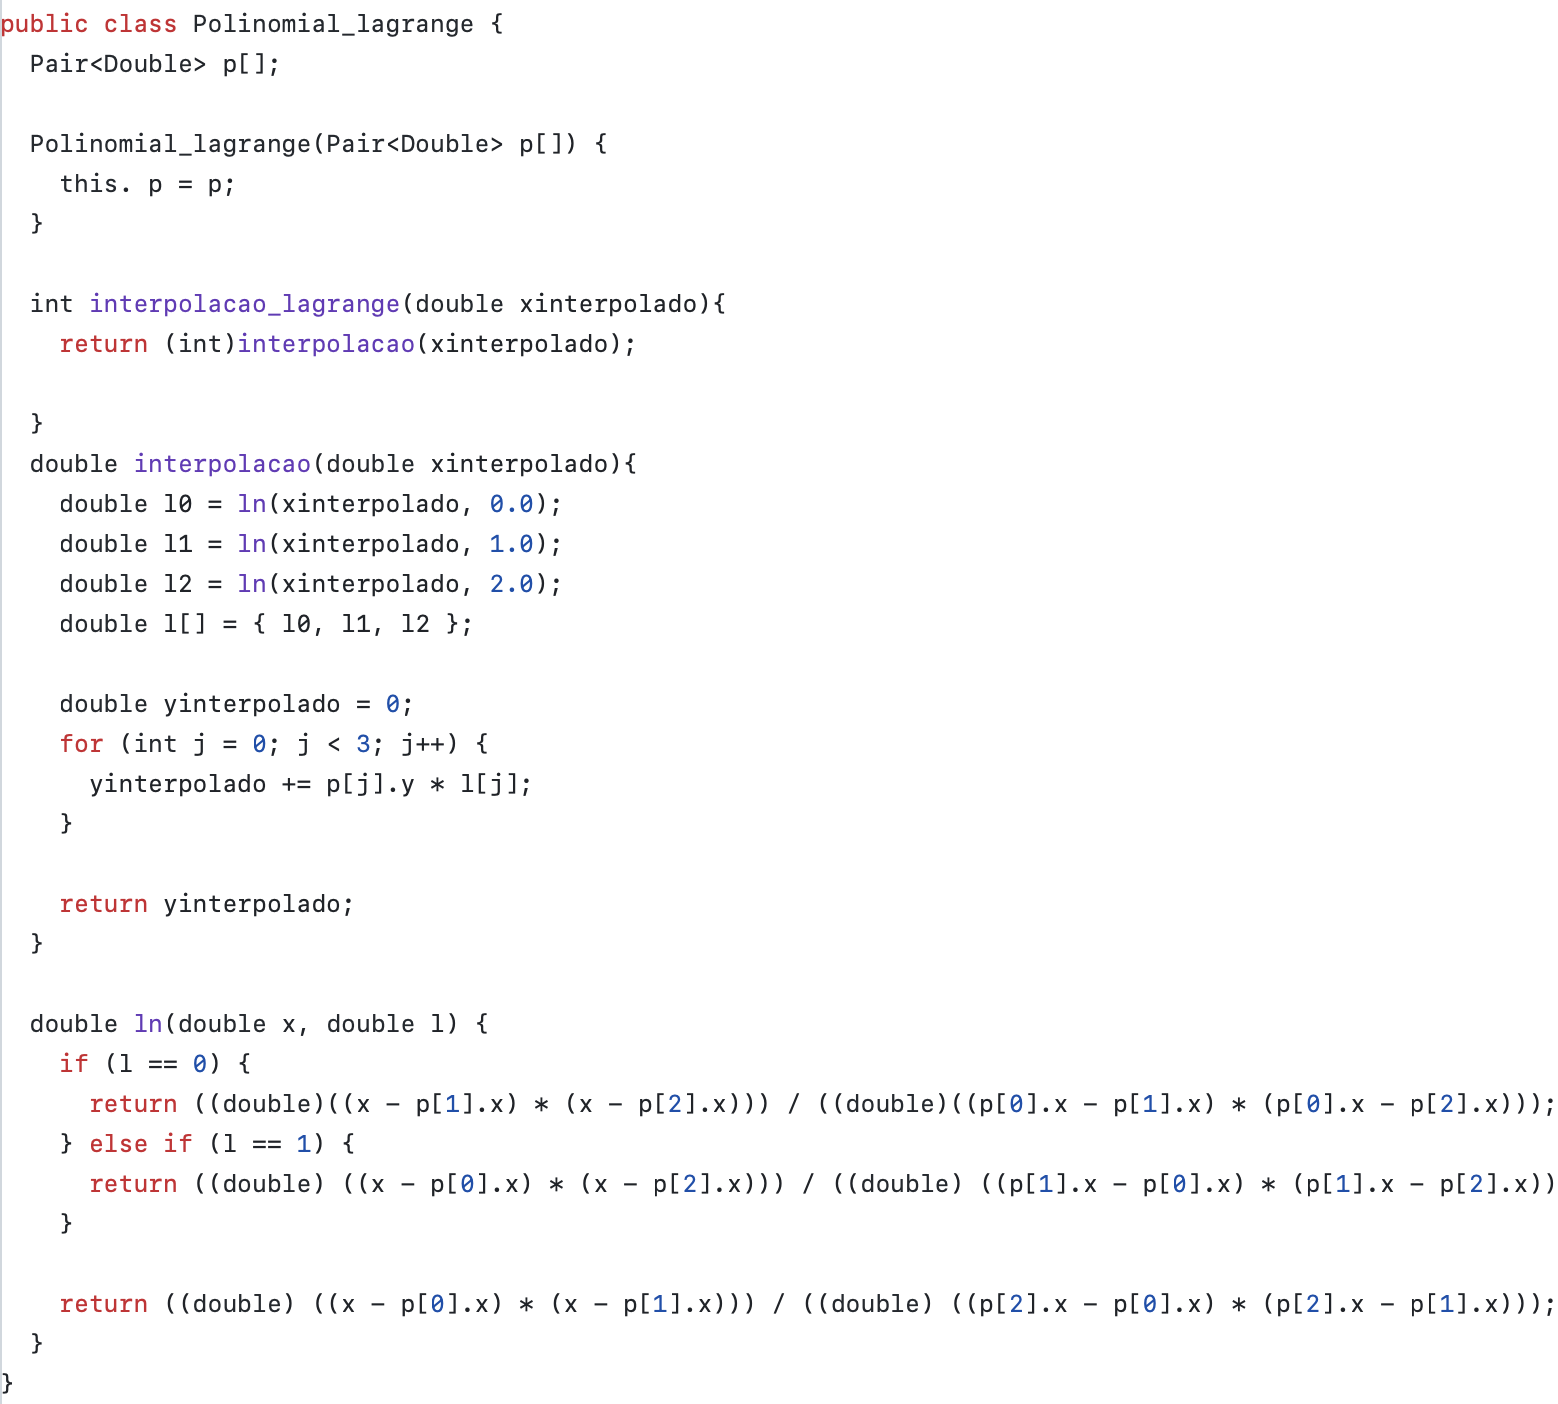 public class Polinomial_lagrange {
  Pair<Double> p[];

  Polinomial_lagrange(Pair<Double> p[]) {
    this. p = p;
  }

  int interpolacao_lagrange(double xinterpolado){
    return (int)interpolacao(xinterpolado);

  }
  double interpolacao(double xinterpolado){
    double l0 = ln(xinterpolado, 0.0);
    double l1 = ln(xinterpolado, 1.0);
    double l2 = ln(xinterpolado, 2.0);
    double l[] = { l0, l1, l2 };

    double yinterpolado = 0;
    for (int j = 0; j < 3; j++) {
      yinterpolado += p[j].y * l[j];
    }

    return yinterpolado;
  }

  double ln(double x, double l) {
    if (l == 0) {
      return ((double)((x - p[1].x) * (x - p[2].x))) / ((double)((p[0].x - p[1].x) * (p[0].x - p[2].x)));
    } else if (l == 1) {
      return ((double) ((x - p[0].x) * (x - p[2].x))) / ((double) ((p[1].x - p[0].x) * (p[1].x - p[2].x))
    }

    return ((double) ((x - p[0].x) * (x - p[1].x))) / ((double) ((p[2].x - p[0].x) * (p[2].x - p[1].x)));
  }
}